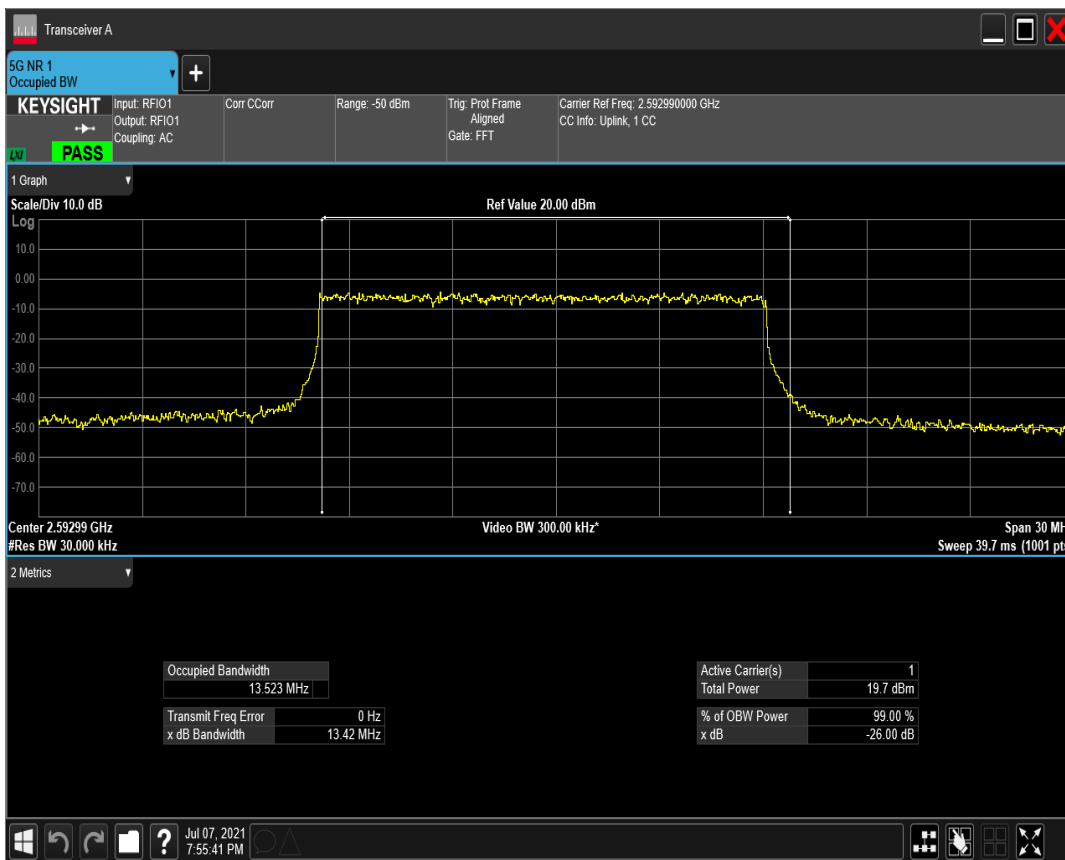 Transceiver A
5G NR 1
Occupied BW
KEYSIGHT
LXI
PASS
Input: RFIO1
Output: RFIO1
Coupling: AC
Corr CCorr
Range: -50 dBm
Trig: Prot Frame
Aligned
Gate: FFT
Carrier Ref Freq: 2.592990000 GHz
CC Info: Uplink, 1 CC
1 Graph
Scale/Div 10.0 dB
Ref Value 20.00 dBm
Log
10.0
0.00
-10.0
-20.0
-30.0
-40.0
-50.0
-60.0
-70.0
Center 2.59299 GHz
Video BW 300.00 kHz*
Span 30 MH
#Res BW 30.000 kHz
Sweep 39.7 ms (1001 pts
2 Metrics
Occupied Bandwidth
13.523 MHz
Transmit Freq Error 0 Hz
x dB Bandwidth 13.42 MHz
Active Carrier(s) 1
Total Power 19.7 dBm
% of OBW Power 99.00 %
x dB -26.00 dB
?
Jul 07, 2021
7:55:41 PM